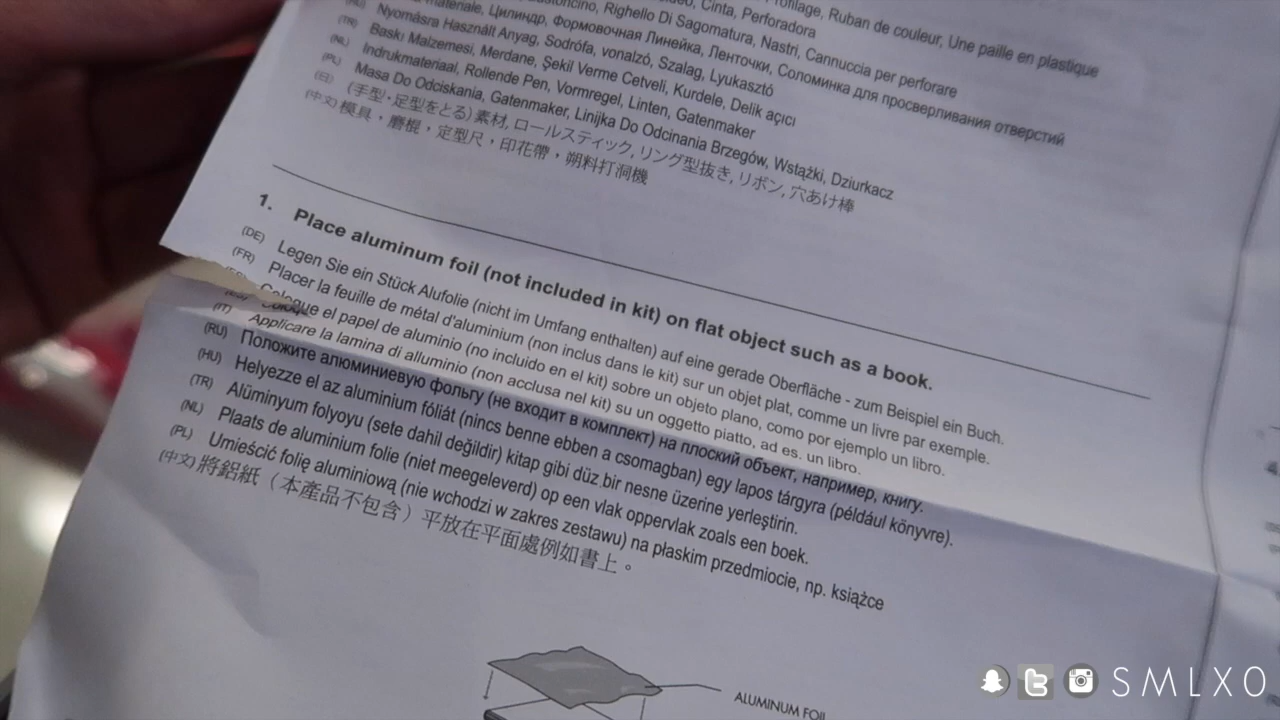 Profilage, Ruban de couleur, Une paille en plastique
Cinta, Perforadora
Righello Di Sagomatura, Nastri, Cannuccia per perforare
Цилиндр, Формовочная Линейка, Ленточки, Соломинка для просверливания отверстий
Nyomásra Használt Anyag, Sodrófa, vonalzó, Szalag, Lyukasztó
(TR) Baskı Malzemesi, Merdane, Şekil Verme Cetveli, Kurdele, Delik açıcı
(NL) Indrukmateriaal, Rollende Pen, Vormregel, Linten, Gatenmaker
(PL) Masa Do Odciskania, Gatenmaker, Linijka Do Odcinania Brzegów, Wstążki, Dziurkacz
(手型・足型をとる)素材, ロールスティック, リング型抜き, リボン, 穴あけ棒
(中文) 模具，磨棍，定型尺，印花帶，朔料打洞機
1. Place aluminum foil (not included in kit) on flat object such as a book.
(DE) Legen Sie ein Stück Alufolie (nicht im Umfang enthalten) auf eine gerade Oberfläche - zum Beispiel ein Buch.
(FR) Placer la feuille de métal d'aluminium (non inclus dans le kit) sur un objet plat, comme un livre par exemple.
Coloque el papel de aluminio (no incluido en el kit) sobre un objeto plano, como por ejemplo un libro.
(IT) Applicare la lamina di alluminio (non acclusa nel kit) su un oggetto piatto, ad es. un libro.
(RU) Положите алюминиевую фольгу (не входит в комплект) на плоский объект, например, книгу.
(HU) Helyezze el az aluminium fóliát (nincs benne ebben a csomagban) egy lapos tárgyra (például könyvre).
(TR) Alüminyum folyoyu (sete dahil değildir) kitap gibi düz bir nesne üzerine yerleştirin.
(NL) Plaats de aluminium folie (niet meegeleverd) op een vlak oppervlak zoals een boek.
(PL) Umieścić folię aluminiową (nie wchodzi w zakres zestawu) na płaskim przedmiocie, np. książce
(中文) 將鋁紙（本產品不包含）平放在平面處例如書上。
ALUMINUM FOIL
SMLXO